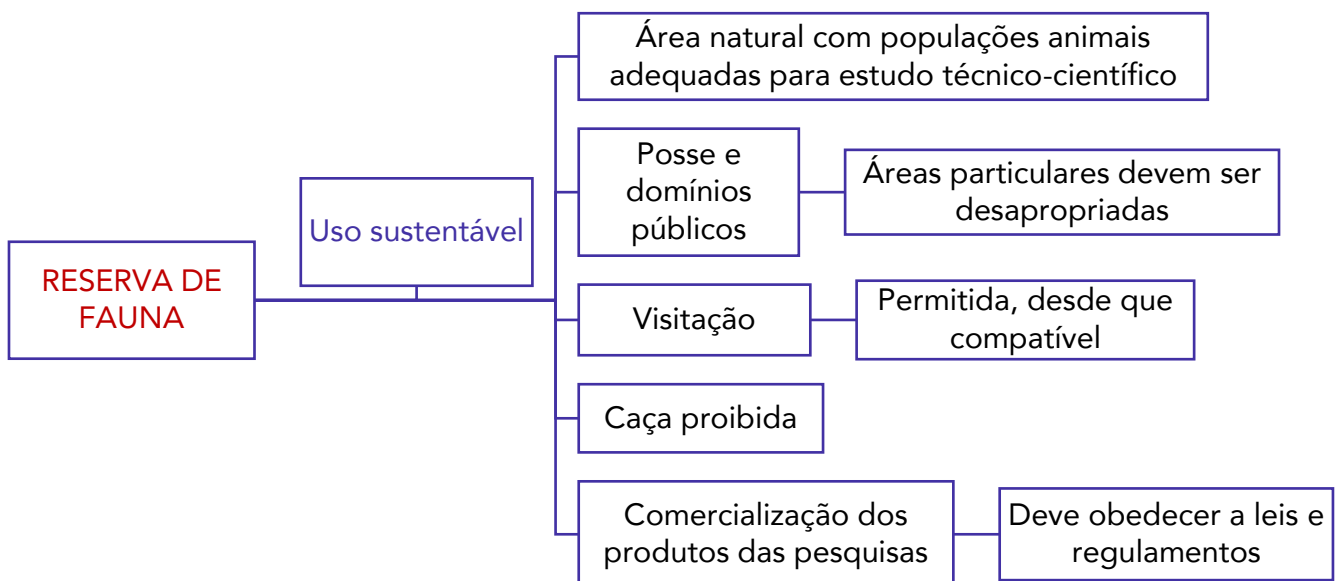 RESERVA DE
FAUNA
Uso sustentável
Área natural com populações animais
adequadas para estudo técnico-científico
Posse e
domínios
públicos
Áreas particulares devem ser
desapropriadas
Visitação
Permitida, desde que
compatível
Caça proibida
Comercialização dos
produtos das pesquisas
Deve obedecer a leis e
regulamentos